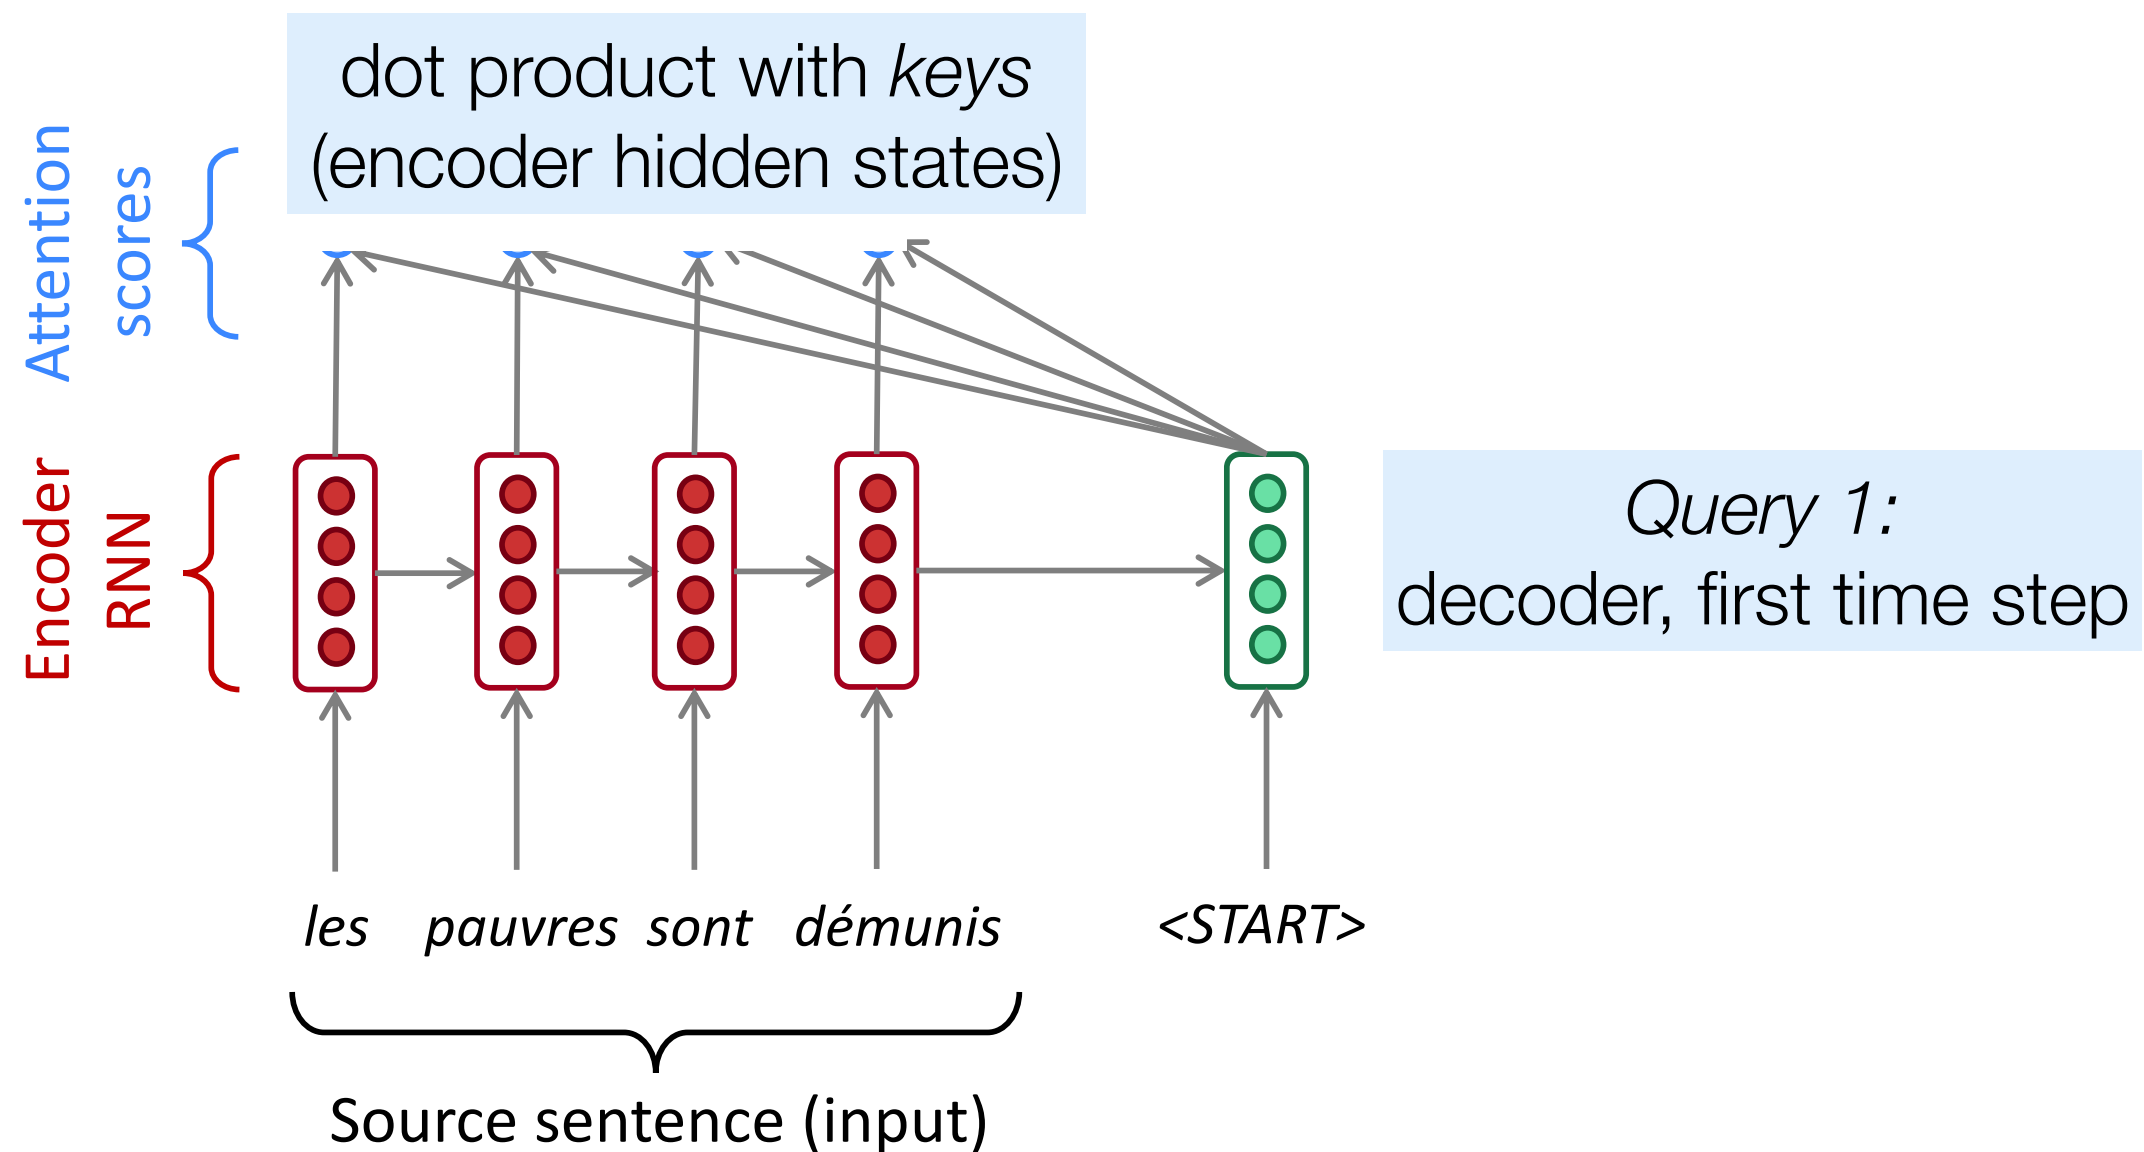 dot product with keys
(encoder hidden states)
Attention
scores
Encoder
RNN
Query 1:
decoder, first time step
les pauvres sont démunis <START>
Source sentence (input)